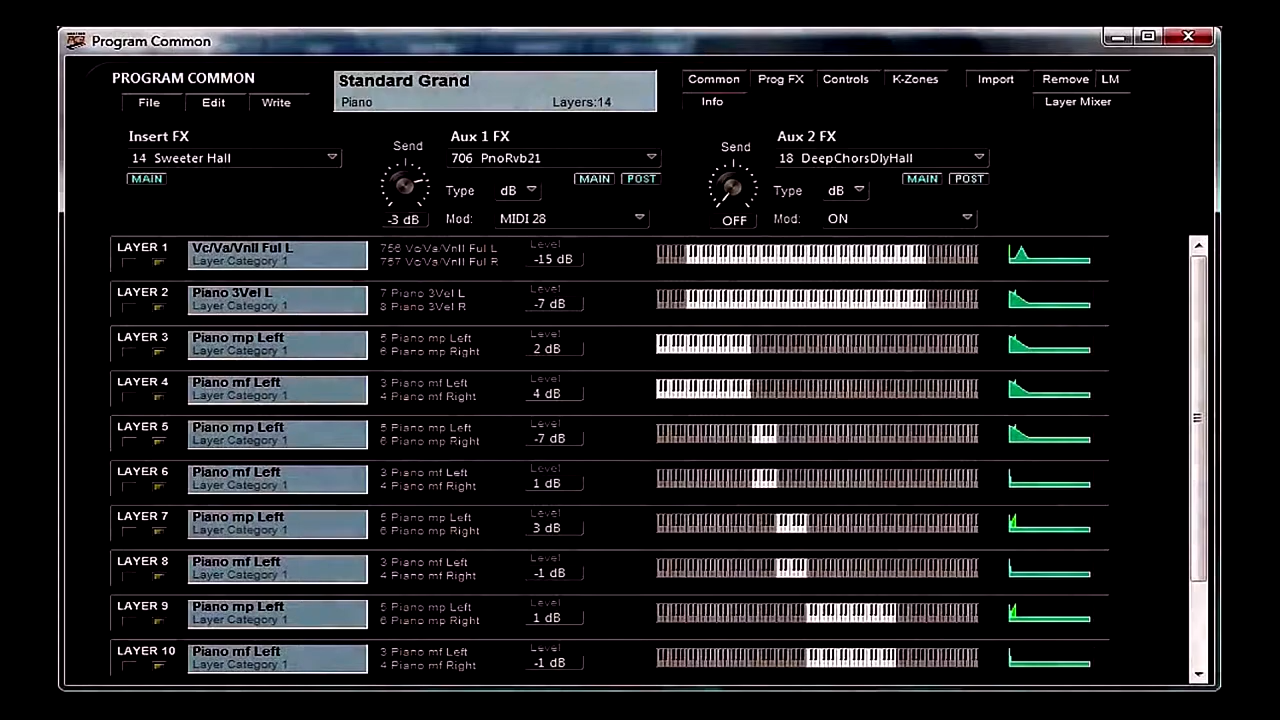 Program Common
PROGRAM COMMON
File Edit Write
Standard Grand
Piano Layers:14
Common Prog FX Controls K-Zones Import Remove LM
Info Layer Mixer
Insert FX
14 Sweeter Hall
MAIN
Send
-3 dB
Aux 1 FX
706 PnoRvb21
MAIN POST
Type dB
Mod: MIDI 28
Send
OFF
Aux 2 FX
18 DeepChorsDlyHall
MAIN POST
Type dB
Mod: ON
LAYER 1 Vc/Va/VnII Ful L 756 Vc/Va/VnII Ful L Level
Layer Category 1 757 Vc/Va/VnII Ful R -15 dB
LAYER 2 Piano 3Vel L 7 Piano 3Vel L Level
Layer Category 1 8 Piano 3Vel R -7 dB
LAYER 3 Piano mp Left 5 Piano mp Left Level
Layer Category 1 6 Piano mp Right 2 dB
LAYER 4 Piano mf Left 3 Piano mf Left Level
Layer Category 1 4 Piano mf Right 4 dB
LAYER 5 Piano mp Left 5 Piano mp Left Level
Layer Category 1 6 Piano mp Right -7 dB
LAYER 6 Piano mf Left 3 Piano mf Left Level
Layer Category 1 4 Piano mf Right 1 dB
LAYER 7 Piano mp Left 5 Piano mp Left Level
Layer Category 1 6 Piano mp Right 3 dB
LAYER 8 Piano mf Left 3 Piano mf Left Level
Layer Category 1 4 Piano mf Right -1 dB
LAYER 9 Piano mp Left 5 Piano mp Left Level
Layer Category 1 6 Piano mp Right 1 dB
LAYER 10 Piano mf Left 3 Piano mf Left Level
Layer Category 1 4 Piano mf Right -1 dB